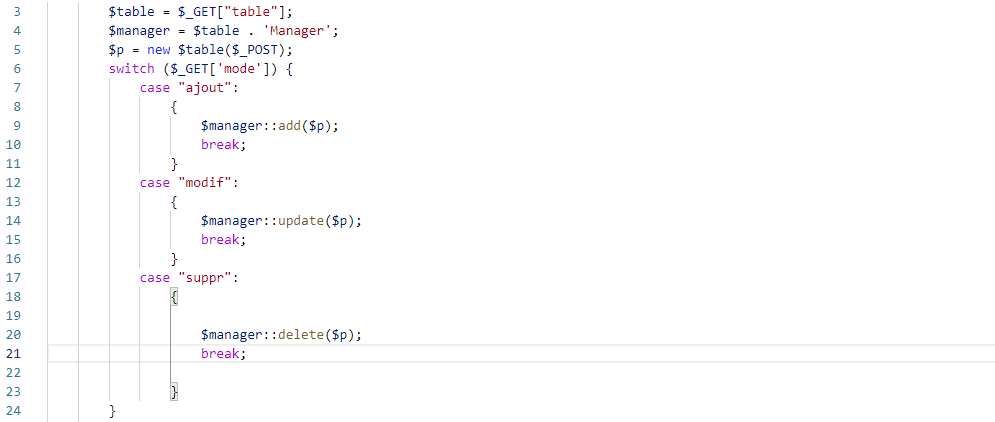 3 $table = $_GET["table"];
4 $manager = $table . 'Manager';
5 $p = new $table($_POST);
6 switch ($_GET['mode']) {
7 case "ajout":
8 {
9 $manager::add($p);
10 break;
11 }
12 case "modif":
13 {
14 $manager::update($p);
15 break;
16 }
17 case "suppr":
18 {
19
20 $manager::delete($p);
21 break;
22
23 }
24 }